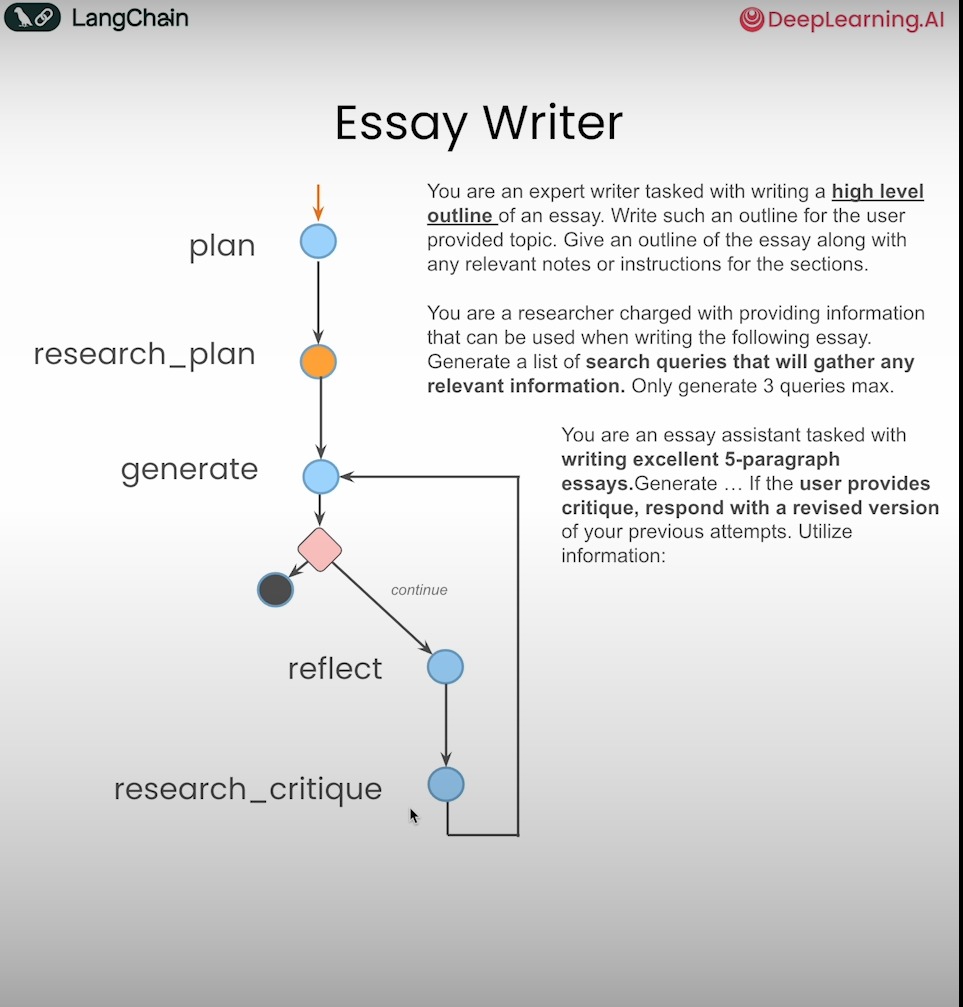 LangChain
DeepLearning.AI
Essay Writer
plan
You are an expert writer tasked with writing a high level
outline of an essay. Write such an outline for the user
provided topic. Give an outline of the essay along with
any relevant notes or instructions for the sections.
research_plan
You are a researcher charged with providing information
that can be used when writing the following essay.
Generate a list of search queries that will gather any
relevant information. Only generate 3 queries max.
generate
You are an essay assistant tasked with
writing excellent 5-paragraph
essays.Generate … If the user provides
critique, respond with a revised version
of your previous attempts. Utilize
information:
continue
reflect
research_critique